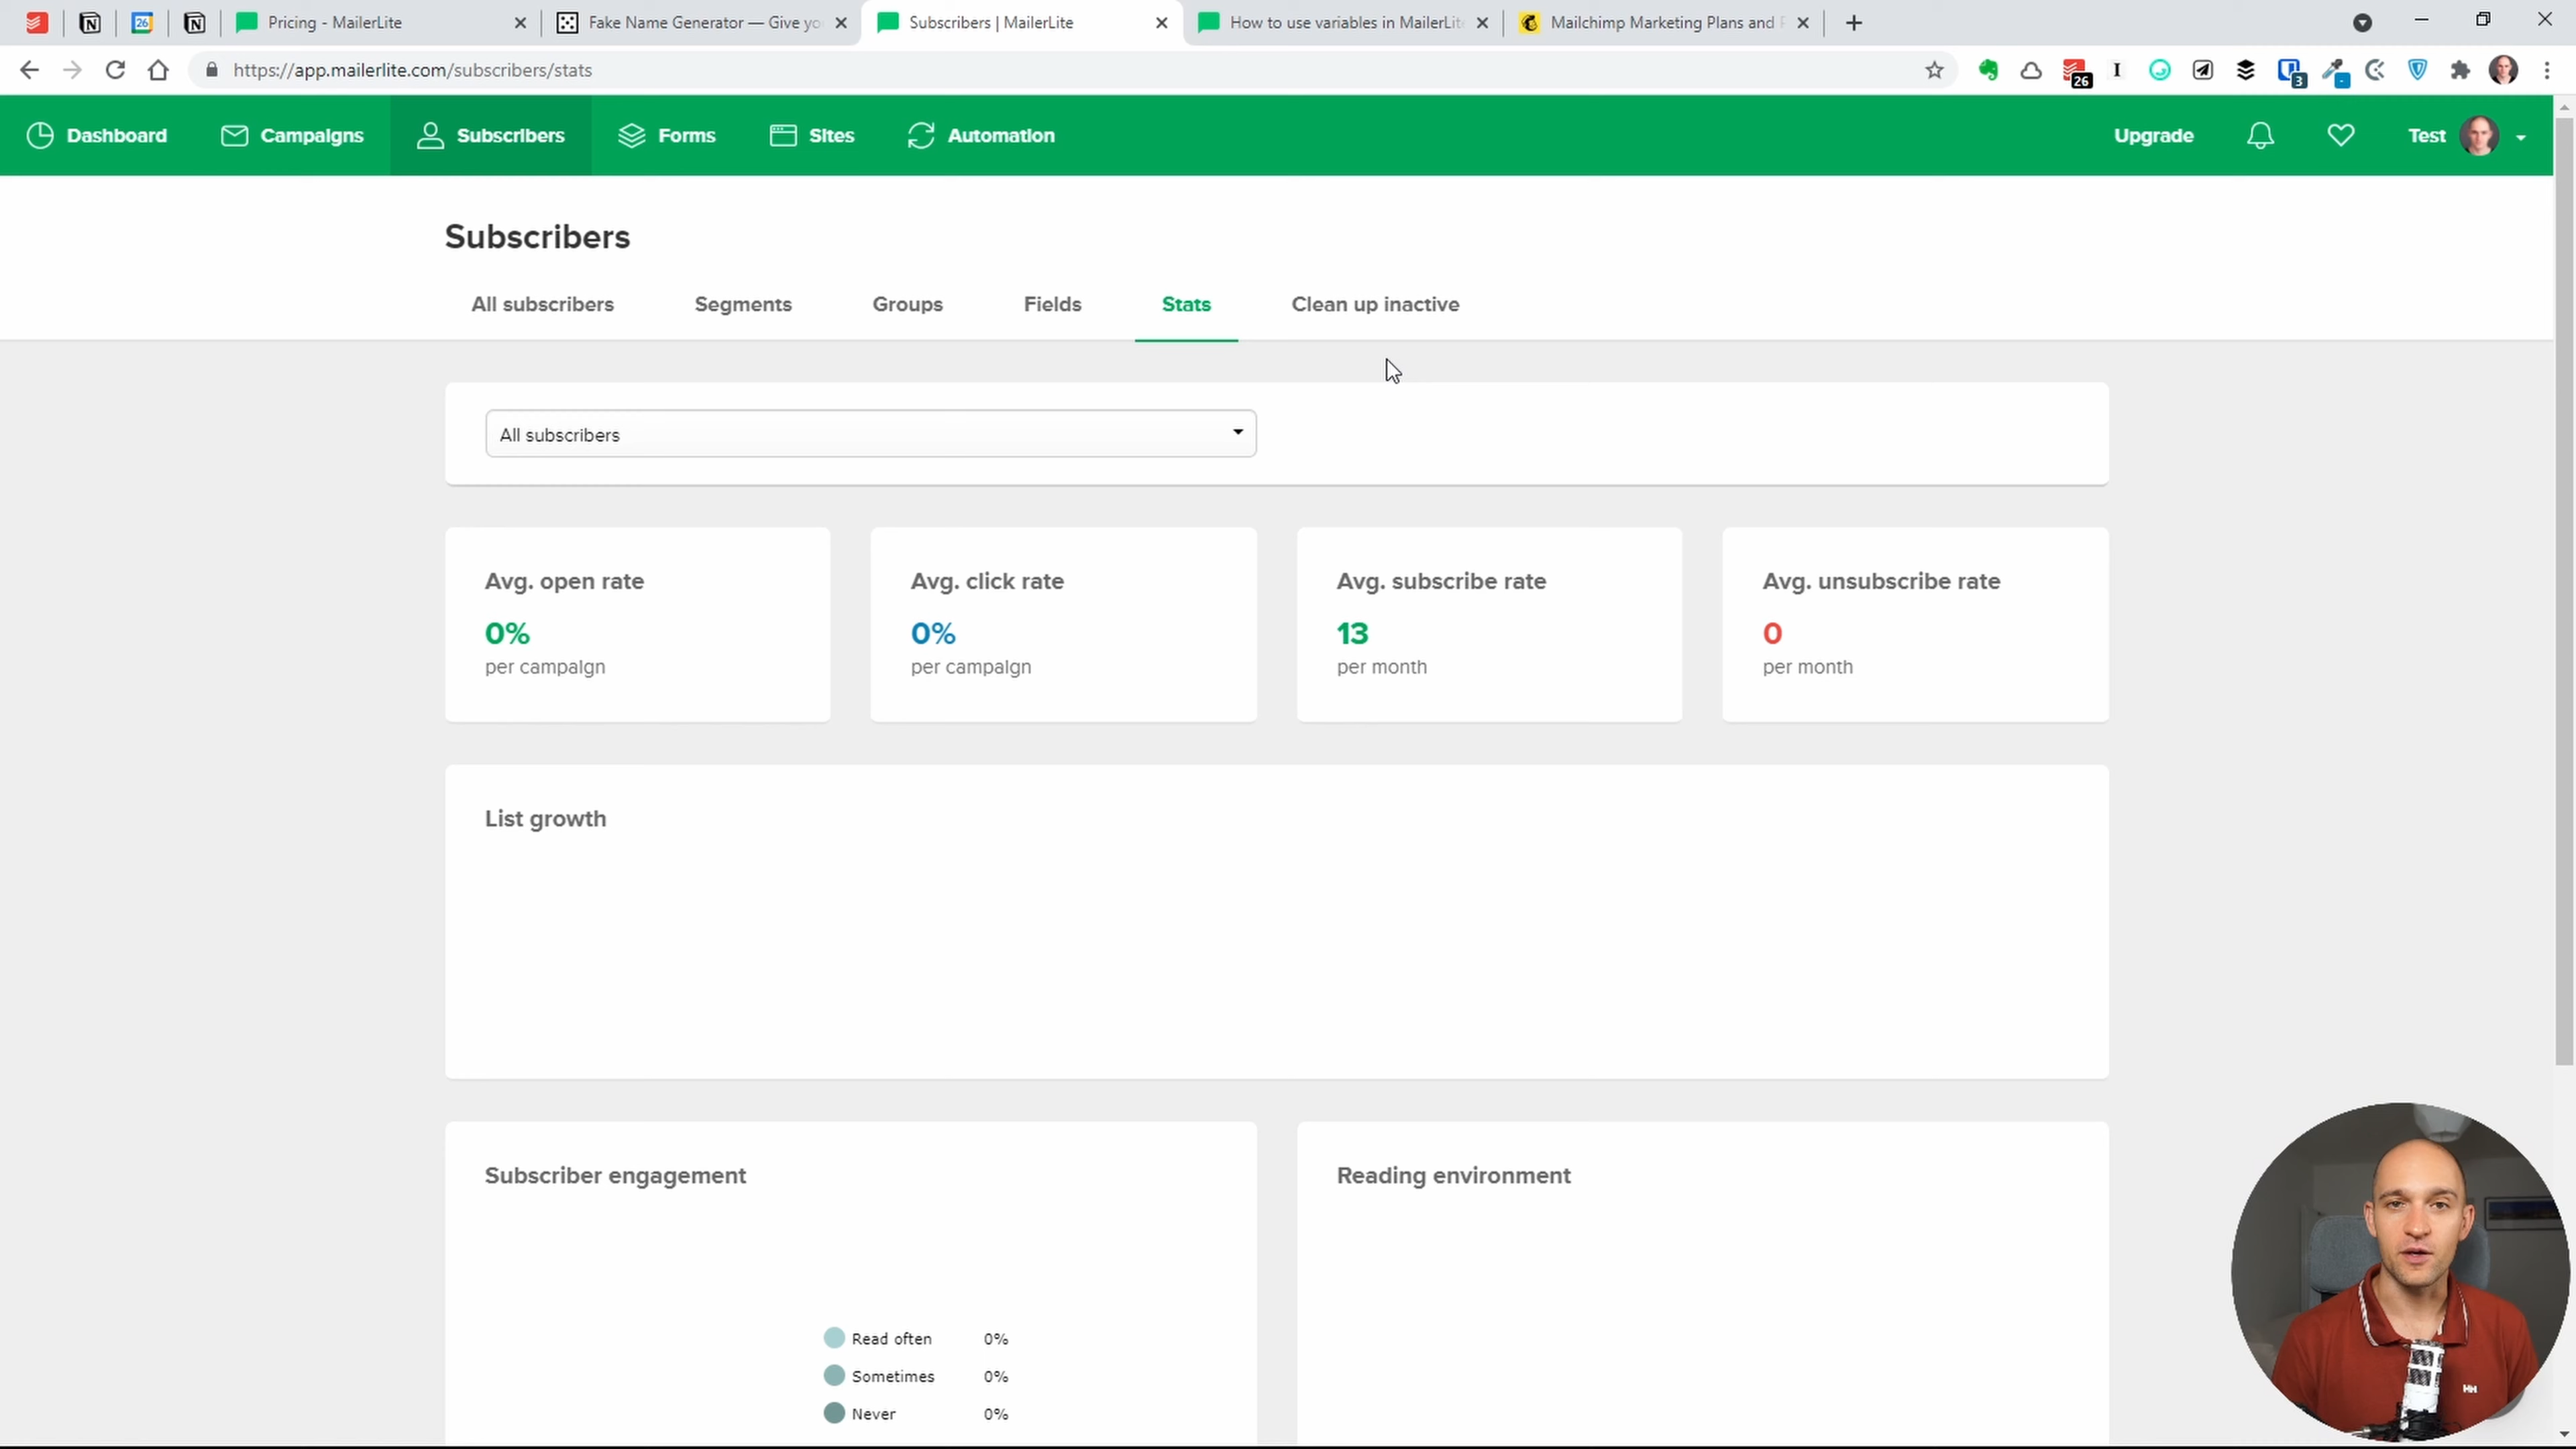 Pricing - MailerLite
Fake Name Generator — Give yo
Subscribers | MailerLite
How to use variables in MailerLit
Mailchimp Marketing Plans and P
26
https://app.mailerlite.com/subscribers/stats
26
3
Dashboard
Campaigns
Subscribers
Forms
Sites
Automation
Upgrade
Test
Subscribers
All subscribers
Segments
Groups
Fields
Stats
Clean up inactive
All subscribers
Avg. open rate
0%
per campaign
Avg. click rate
0%
per campaign
Avg. subscribe rate
13
per month
Avg. unsubscribe rate
0
per month
List growth
Subscriber engagement
Read often 0%
Sometimes 0%
Never 0%
Reading environment
HH